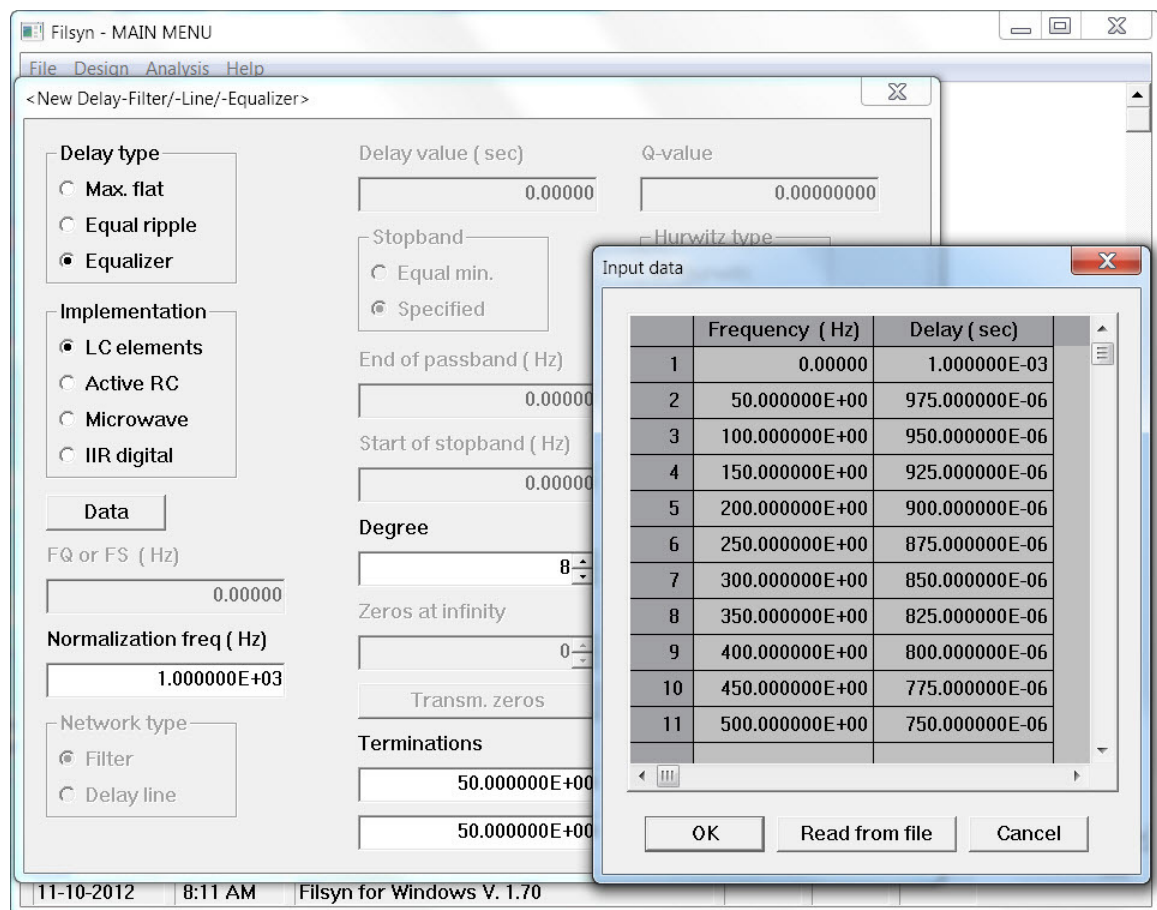 Filsyn - MAIN MENU
File Design Analysis Help
<New Delay-Filter/-Line/-Equalizer>
Delay type
Max. flat
Equal ripple
Equalizer
Implementation
LC elements
Active RC
Microwave
IIR digital
Data
FQ or FS ( Hz)
0.00000
Normalization freq ( Hz)
1.000000E+03
Network type
Filter
Delay line
Delay value ( sec)
0.00000
Stopband
Equal min.
Specified
End of passband ( Hz)
0.00000
Start of stopband ( Hz)
0.00000
Degree
8
Zeros at infinity
0
Transm. zeros
Terminations
50.000000E+00
50.000000E+00
Q-value
0.00000000
Hurwitz type
Input data
Frequency ( Hz) Delay ( sec)
1 0.00000 1.000000E-03
2 50.000000E+00 975.000000E-06
3 100.000000E+00 950.000000E-06
4 150.000000E+00 925.000000E-06
5 200.000000E+00 900.000000E-06
6 250.000000E+00 875.000000E-06
7 300.000000E+00 850.000000E-06
8 350.000000E+00 825.000000E-06
9 400.000000E+00 800.000000E-06
10 450.000000E+00 775.000000E-06
11 500.000000E+00 750.000000E-06
OK Read from file Cancel
11-10-2012 8:11 AM Filsyn for Windows V. 1.70